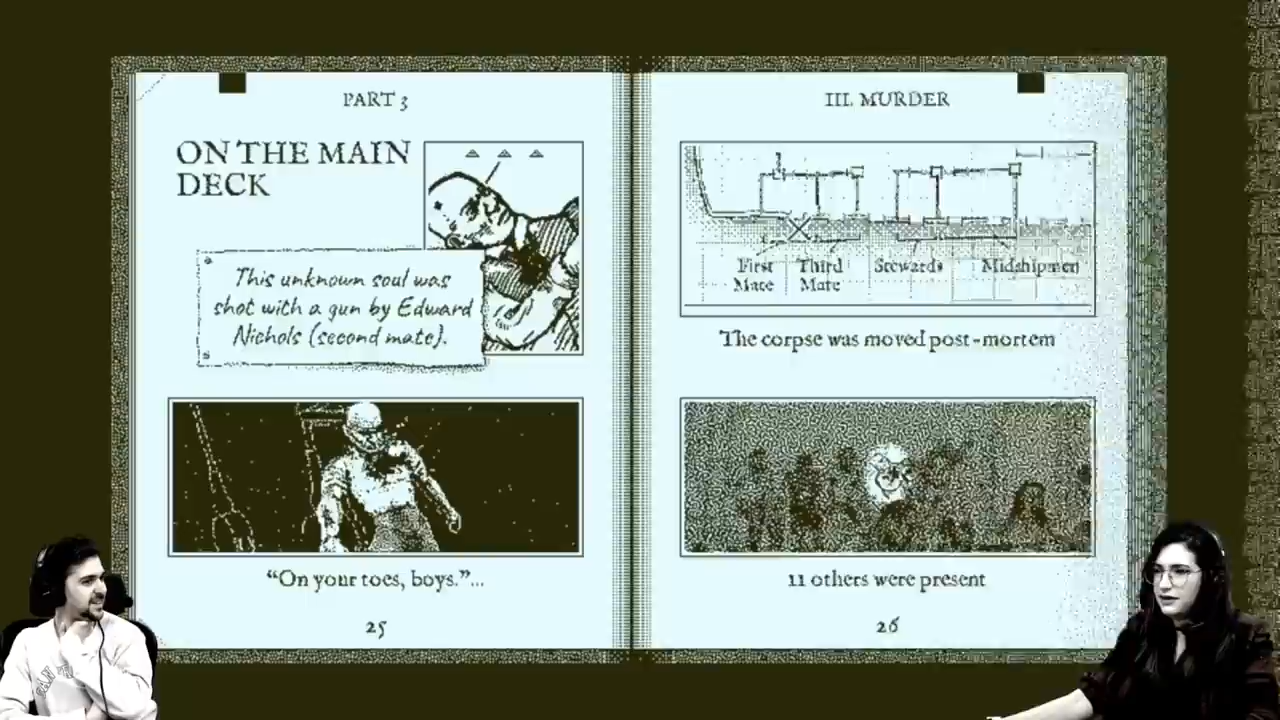 PART 3
ON THE MAIN
DECK
This unknown soul was
shot with a gun by Edward
Nichols (second mate).
"On your toes, boys."...
25
III. MURDER
First Mate
Third Mate
Stewards
Midshipmen
The corpse was moved post-mortem
11 others were present
26